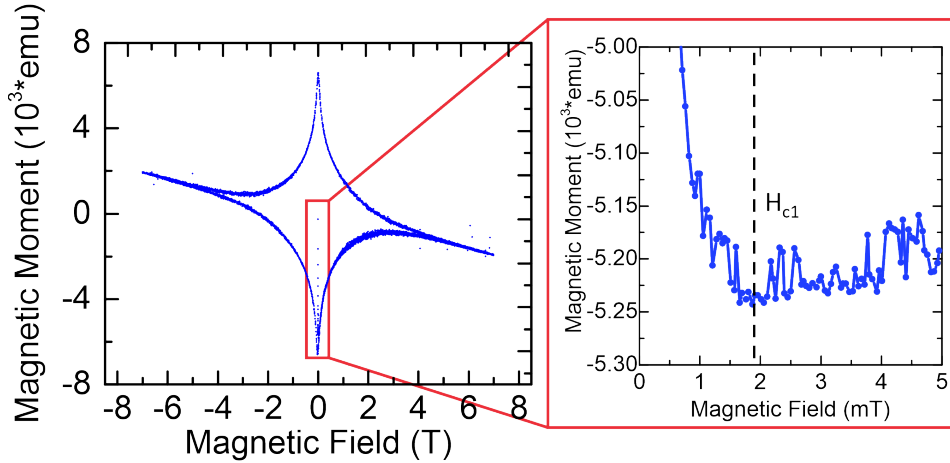 Magnetic Moment (10³*emu)
8
4
0
-4
-8
-8 -6 -4 -2 0 2 4 6 8
Magnetic Field (T)
Magnetic Moment (10³*emu)
-5.00
-5.05
-5.10
-5.15
-5.20
-5.25
-5.30
H_c1
0 1 2 3 4 5
Magnetic Field (mT)